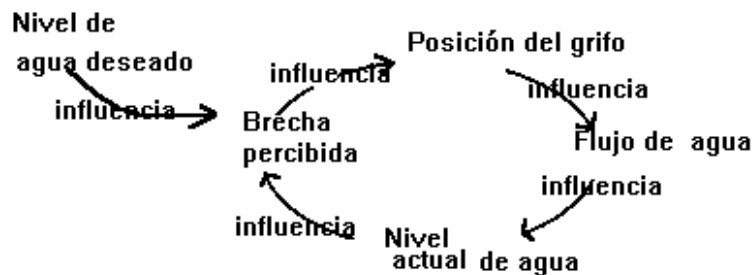 Nivel de
agua deseado
influencia
Brecha
percibida
influencia
Posición del grifo
influencia
Flujo de agua
influencia
Nivel
actual de agua
influencia